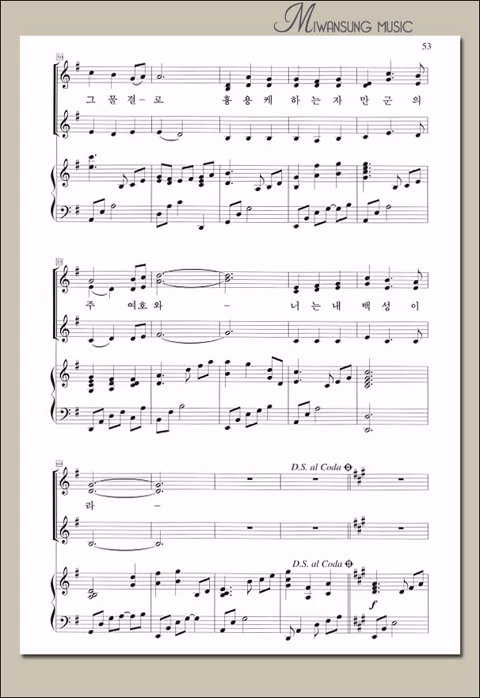 MIWANSUNG MUSIC
53
그 물 결 – 로 흉 용 케 하 는 자 만 군 의
주 여 호 와 – 너 는 내 백 성 이
D.S. al Coda
라 –
D.S. al Coda
f